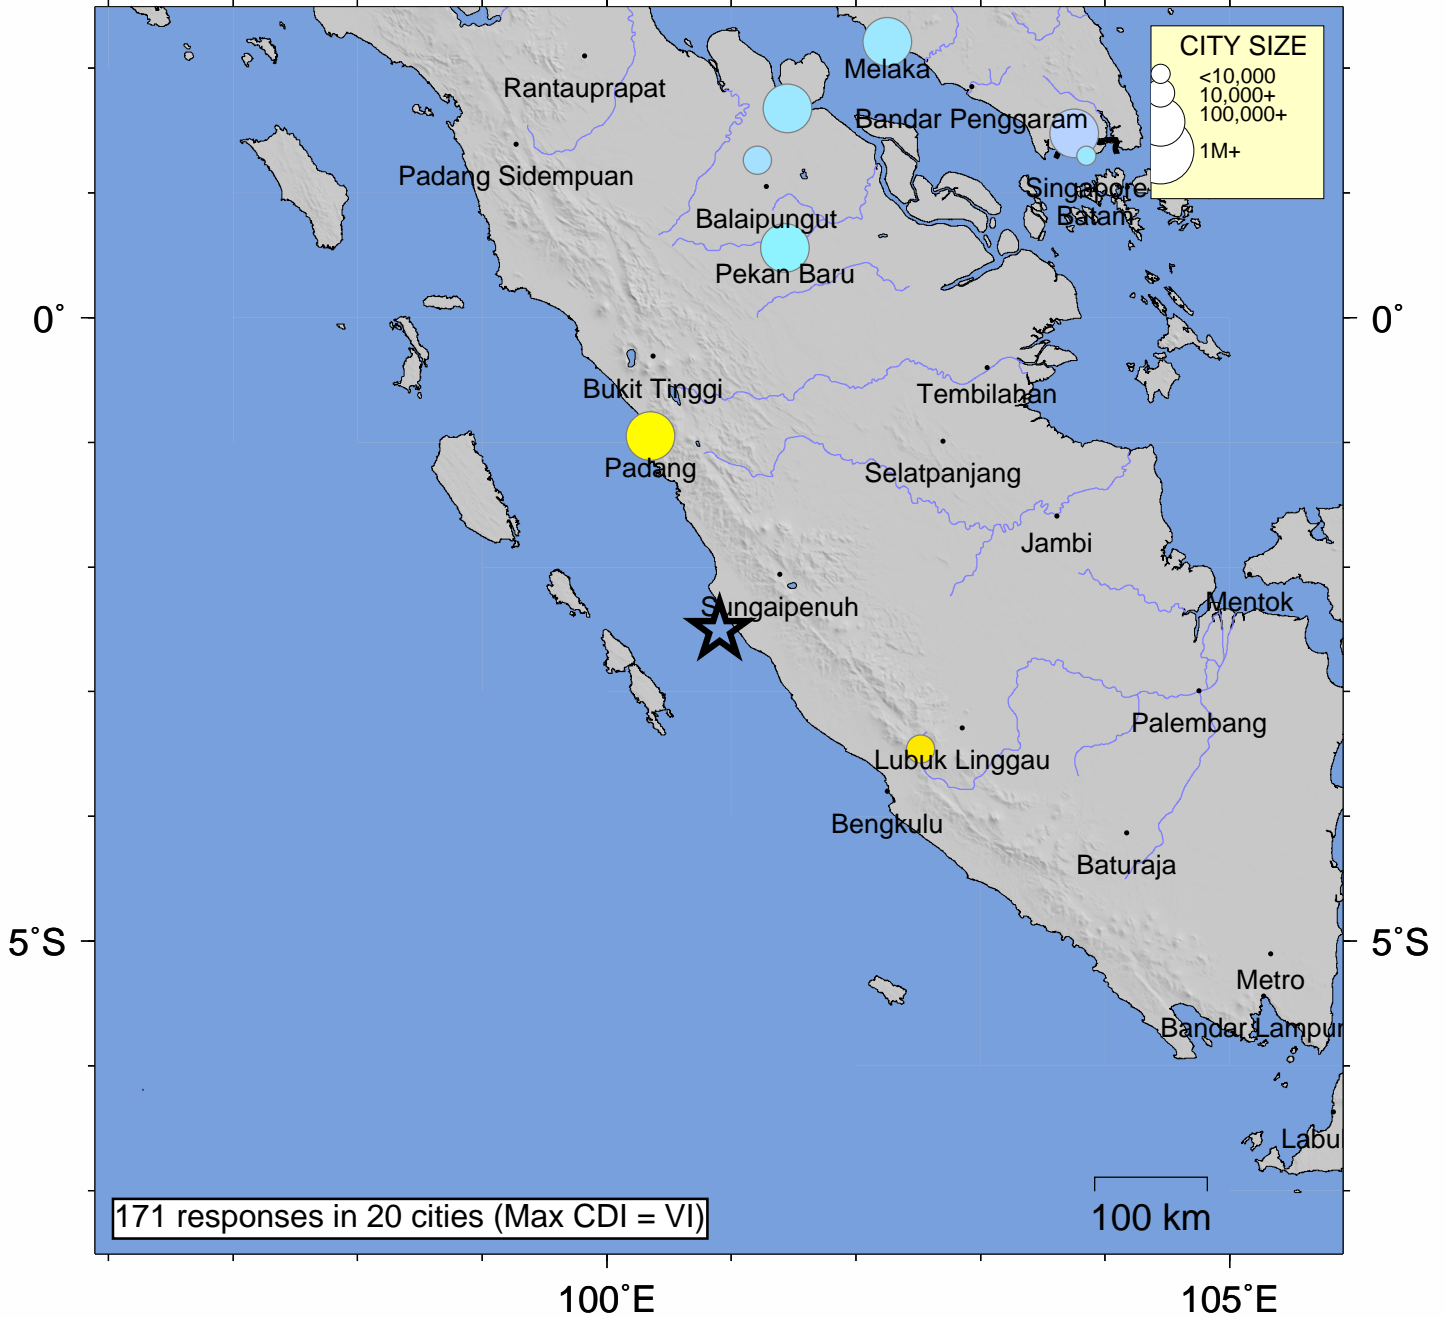 CITY SIZE
<10,000
10,000+
100,000+
1M+
Melaka
Rantauprapat
Bandar Penggaram
Padang Sidempuan
Singapore
Batam
Balaipungut
Pekan Baru
0°
0°
Bukit Tinggi
Tembilahan
Padang
Selatpanjang
Jambi
Sungaipenuh
Mentok
Palembang
Lubuk Linggau
Bengkulu
Baturaja
5°S
5°S
Metro
Bandar Lampur
Labu
171 responses in 20 cities (Max CDI = VI)
100 km
100°E
105°E